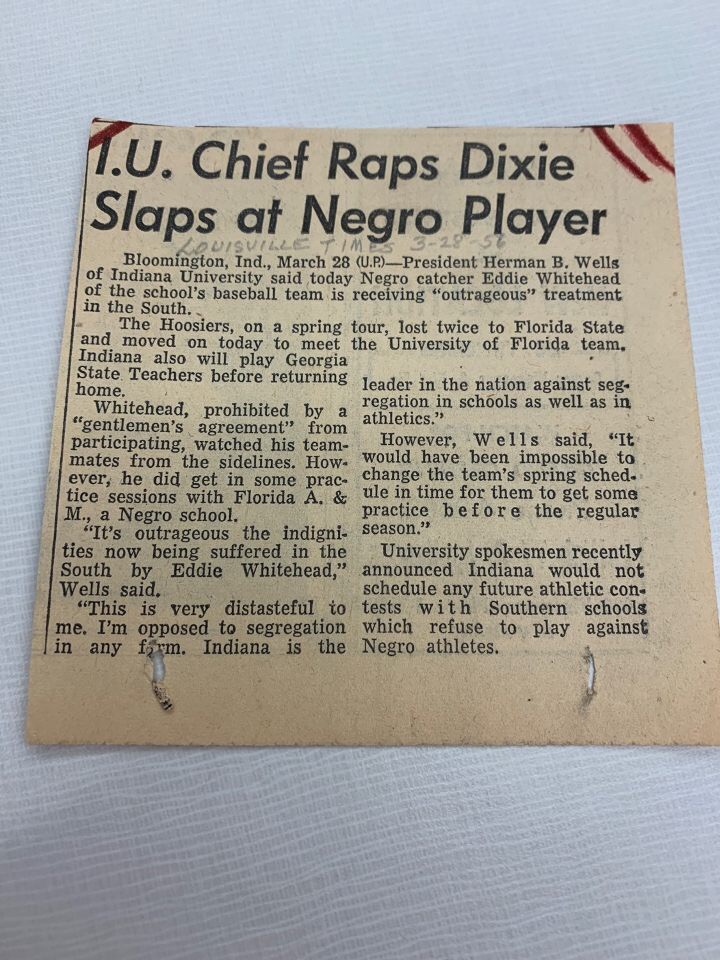 I.U. Chief Raps Dixie
Slaps at Negro Player
LOUISVILLE TIMES 3-28-56
Bloomington, Ind., March 28 (U.P.)—President Herman B. Wells
of Indiana University said today Negro catcher Eddie Whitehead
of the school's baseball team is receiving "outrageous" treatment
in the South.
The Hoosiers, on a spring tour, lost twice to Florida State
and moved on today to meet the University of Florida team.
Indiana also will play Georgia
State Teachers before returning
home.
Whitehead, prohibited by a
"gentlemen's agreement" from
participating, watched his team-
mates from the sidelines. How-
ever, he did get in some prac-
tice sessions with Florida A. &
M., a Negro school.
"It's outrageous the indigni-
ties now being suffered in the
South by Eddie Whitehead,"
Wells said.
"This is very distasteful to
me. I'm opposed to segregation
in any form. Indiana is the
leader in the nation against seg-
regation in schools as well as in
athletics."
However, Wells said, "It
would have been impossible to
change the team's spring sched-
ule in time for them to get some
practice before the regular
season."
University spokesmen recently
announced Indiana would not
schedule any future athletic con-
tests with Southern schools
which refuse to play against
Negro athletes.